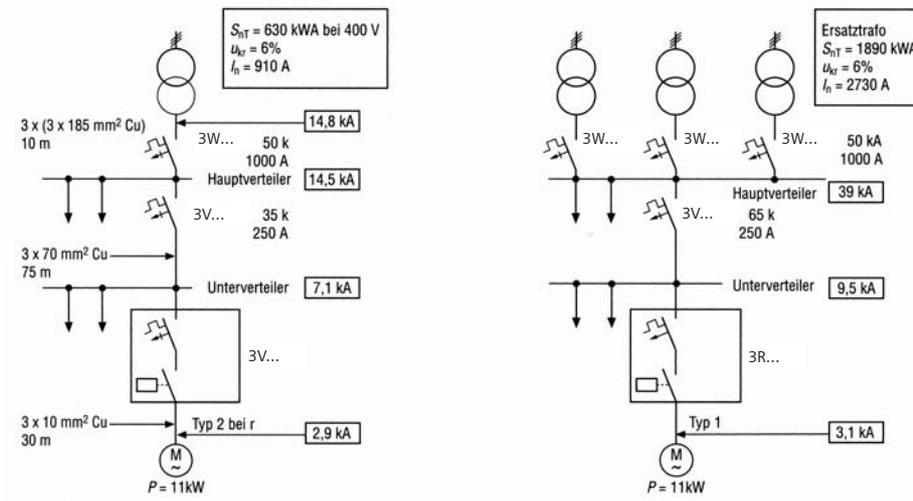 S_nT = 630 kWA bei 400 V
u_kr = 6%
I_n = 910 A
14,8 kA
3 x (3 x 185 mm² Cu)
10 m
3W...
50 k
1000 A
Hauptverteiler
14,5 kA
3V...
35 k
250 A
3 x 70 mm² Cu
75 m
Unterverteiler
7,1 kA
3V...
3 x 10 mm² Cu
30 m
Typ 2 bei r
2,9 kA
M
~
P = 11kW
Ersatztrafo
S_nT = 1890 kWA
u_kr = 6%
I_n = 2730 A
3W...
3W...
3W...
50 kA
1000 A
Hauptverteiler
39 kA
3V...
65 k
250 A
Unterverteiler
9,5 kA
3R...
Typ 1
3,1 kA
M
~
P = 11kW